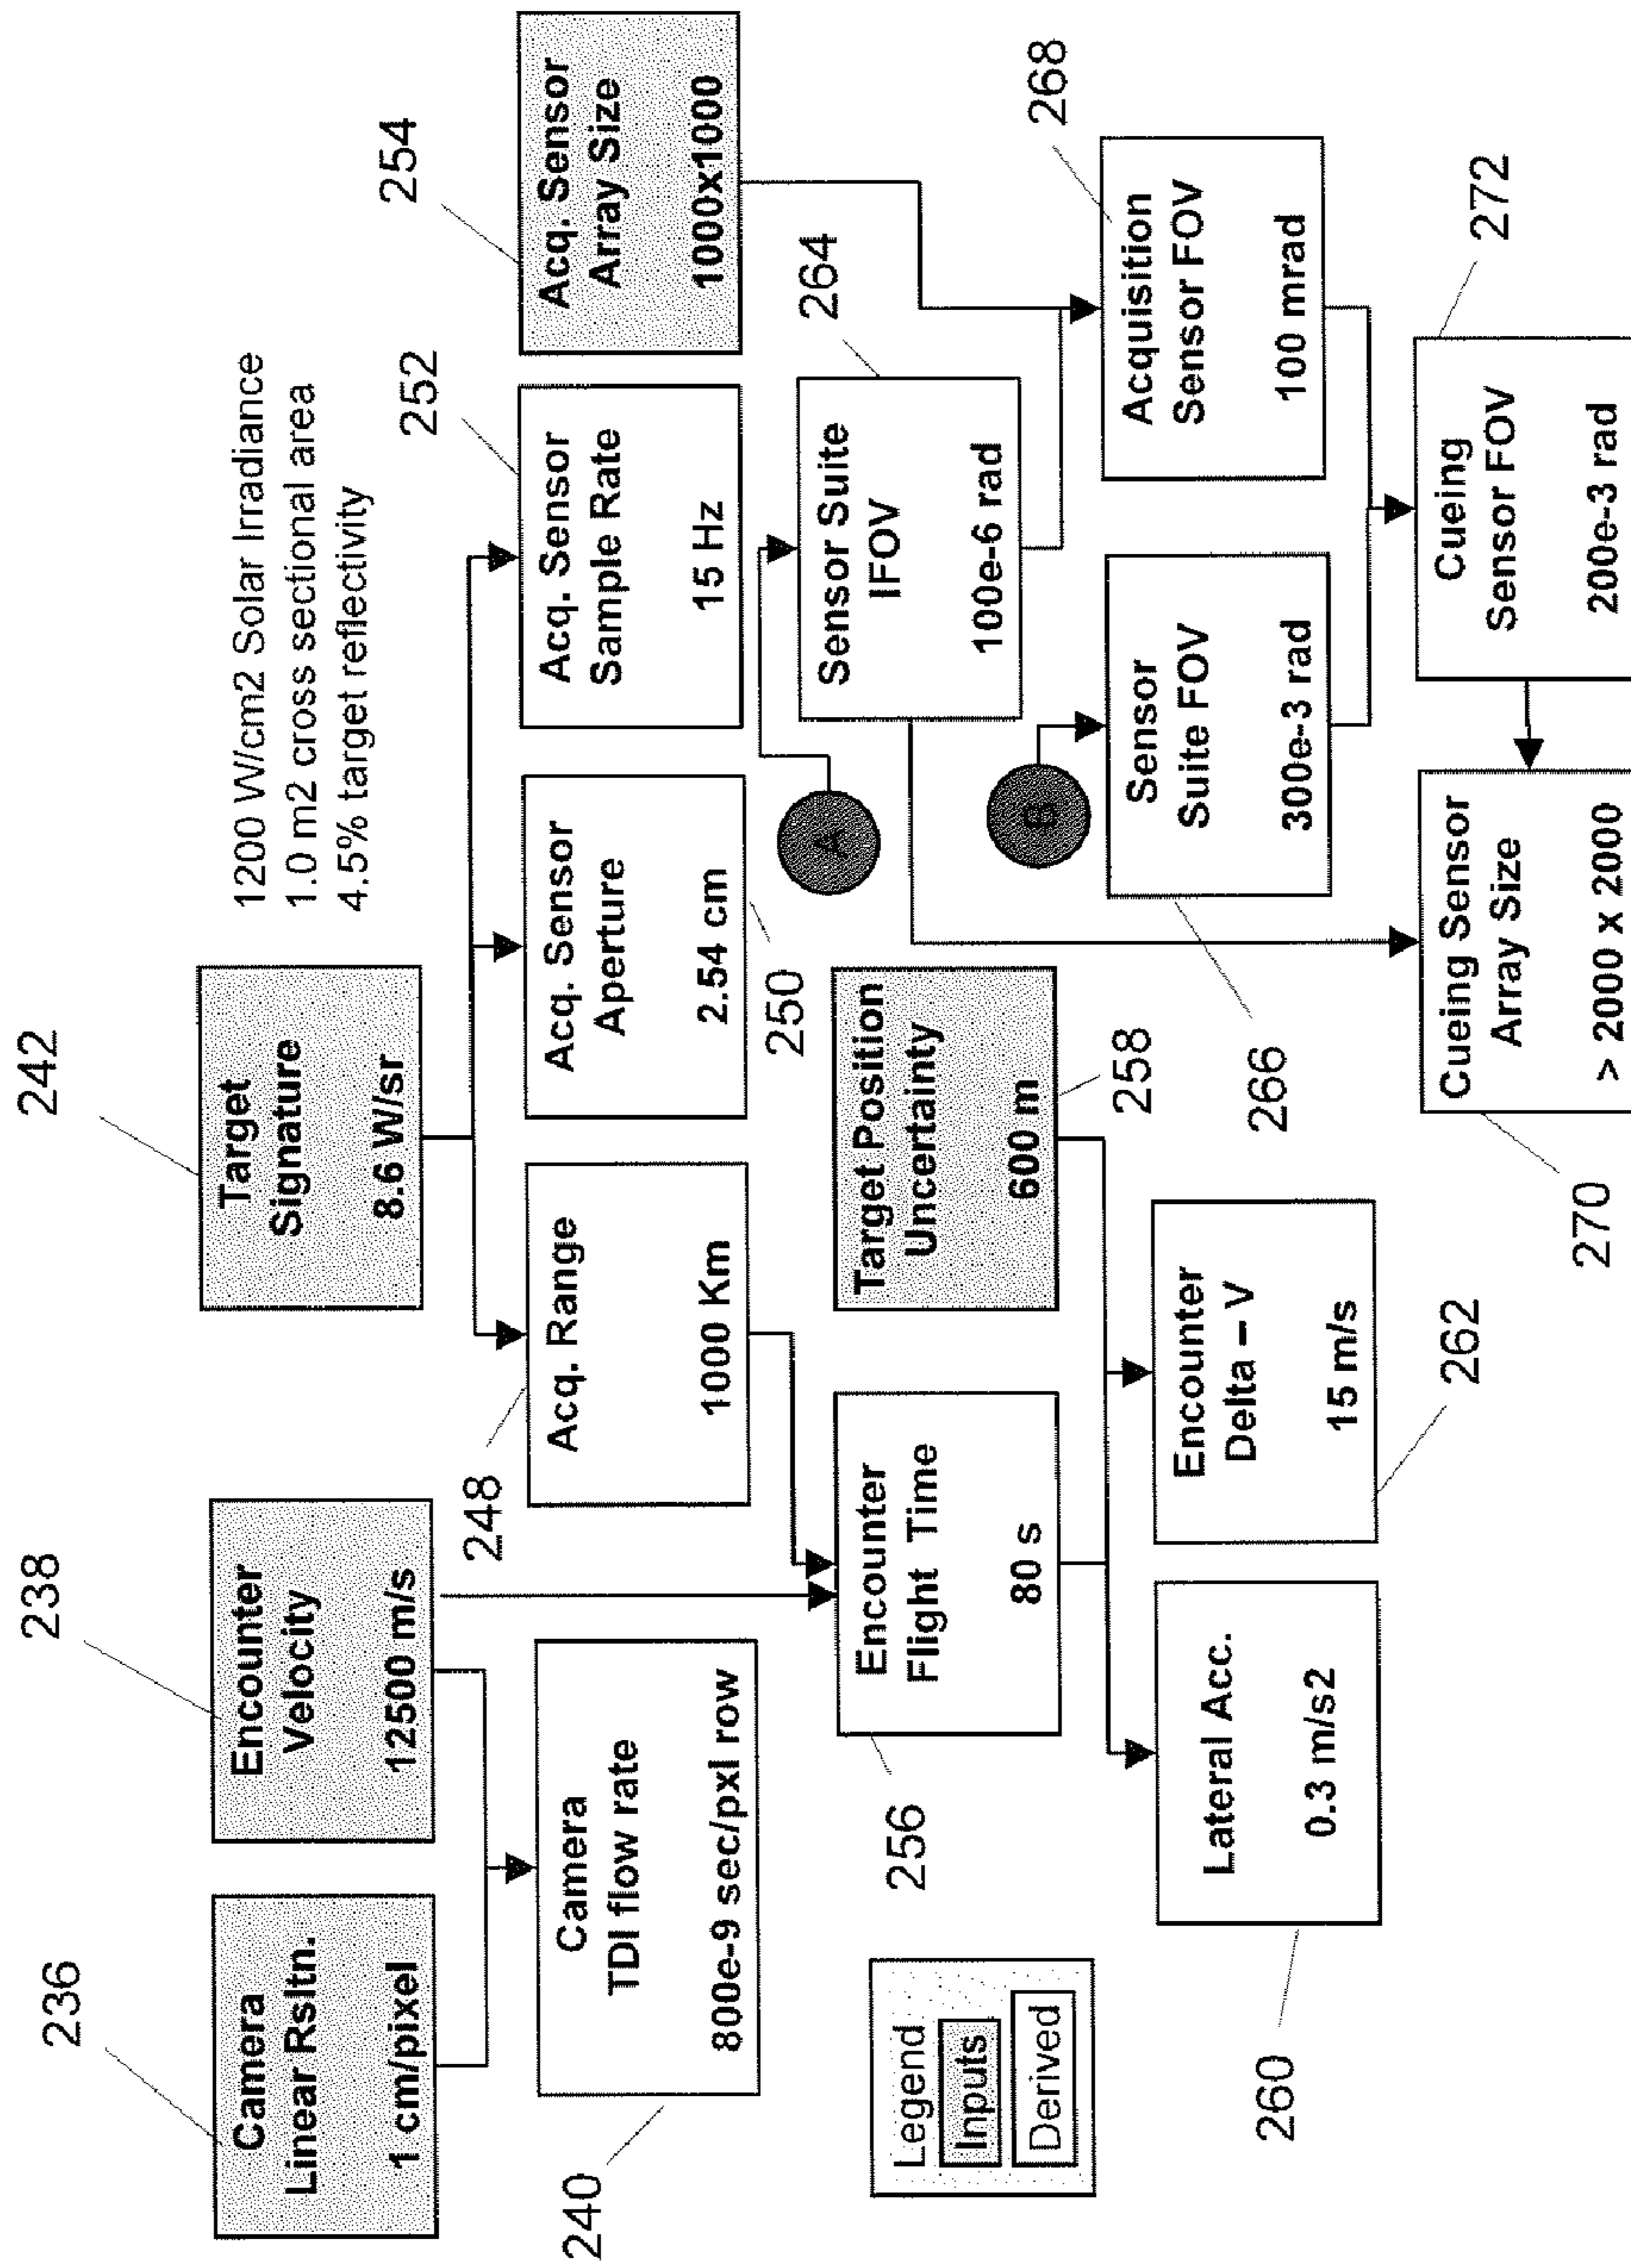 236
Camera
Linear Rsltn.
1 cm/pixel
238
Encounter
Velocity
12500 m/s
242
Target
Signature
8.6 W/sr
1200 W/cm2 Solar Irradiance
1.0 m2 cross sectional area
4.5% target reflectivity
240
Camera
TDI flow rate
800e-9 sec/pxl row
248
Acq. Range
1000 Km
Acq. Sensor
Aperture
2.54 cm
250
252
Acq. Sensor
Sample Rate
15 Hz
254
Acq. Sensor
Array Size
1000x1000
256
Encounter
Flight Time
80 s
Target Position
Uncertainty
600 m
258
A
264
Sensor Suite
IFOV
100e-6 rad
Legend
Inputs
Derived
260
Lateral Acc.
0.3 m/s2
Encounter
Delta – V
15 m/s
262
B
266
Sensor
Suite FOV
300e-3 rad
268
Acquisition
Sensor FOV
100 mrad
270
Cueing Sensor
Array Size
> 2000 x 2000
272
Cueing
Sensor FOV
200e-3 rad